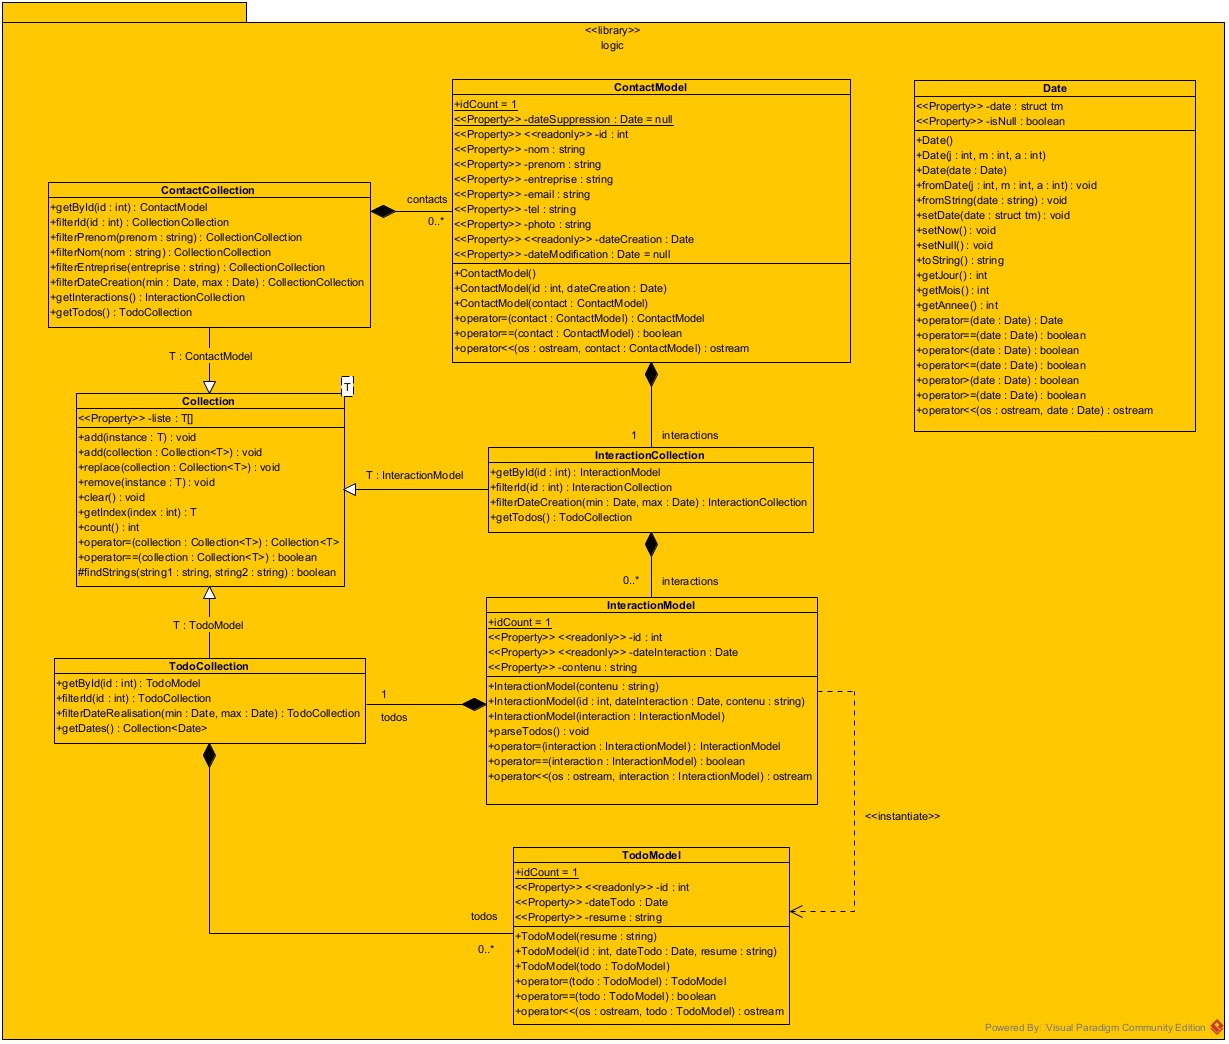 <<library>>
logic
ContactModel
+idCount = 1
<<Property>> -dateSuppression : Date = null
<<Property>> <<readonly>> -id : int
<<Property>> -nom : string
<<Property>> -prenom : string
<<Property>> -entreprise : string
<<Property>> -email : string
<<Property>> -tel : string
<<Property>> -photo : string
<<Property>> <<readonly>> -dateCreation : Date
<<Property>> -dateModification : Date = null
+ContactModel()
+ContactModel(id : int, dateCreation : Date)
+ContactModel(contact : ContactModel)
+operator=(contact : ContactModel) : ContactModel
+operator==(contact : ContactModel) : boolean
+operator<<(os : ostream, contact : ContactModel) : ostream
Date
<<Property>> -date : struct tm
<<Property>> -isNull : boolean
+Date()
+Date(j : int, m : int, a : int)
+Date(date : Date)
+fromDate(j : int, m : int, a : int) : void
+fromString(date : string) : void
+setDate(date : struct tm) : void
+setNow() : void
+setNull() : void
+toString() : string
+getJour() : int
+getMois() : int
+getAnnee() : int
+operator=(date : Date) : Date
+operator==(date : Date) : boolean
+operator<(date : Date) : boolean
+operator<=(date : Date) : boolean
+operator>(date : Date) : boolean
+operator>=(date : Date) : boolean
+operator<<(os : ostream, date : Date) : ostream
ContactCollection
+getById(id : int) : ContactModel
+filterId(id : int) : CollectionCollection
+filterPrenom(prenom : string) : CollectionCollection
+filterNom(nom : string) : CollectionCollection
+filterEntreprise(entreprise : string) : CollectionCollection
+filterDateCreation(min : Date, max : Date) : CollectionCollection
+getInteractions() : InteractionCollection
+getTodos() : TodoCollection
contacts
0..*
T : ContactModel
T
Collection
<<Property>> -liste : T[]
+add(instance : T) : void
+add(collection : Collection<T>) : void
+replace(collection : Collection<T>) : void
+remove(instance : T) : void
+clear() : void
+getIndex(index : int) : T
+count() : int
+operator=(collection : Collection<T>) : Collection<T>
+operator==(collection : Collection<T>) : boolean
#findStrings(string1 : string, string2 : string) : boolean
1 interactions
T : InteractionModel
InteractionCollection
+getById(id : int) : InteractionModel
+filterId(id : int) : InteractionCollection
+filterDateCreation(min : Date, max : Date) : InteractionCollection
+getTodos() : TodoCollection
0..* interactions
InteractionModel
+idCount = 1
<<Property>> <<readonly>> -id : int
<<Property>> <<readonly>> -dateInteraction : Date
<<Property>> -contenu : string
+InteractionModel(contenu : string)
+InteractionModel(id : int, dateInteraction : Date, contenu : string)
+InteractionModel(interaction : InteractionModel)
+parseTodos() : void
+operator=(interaction : InteractionModel) : InteractionModel
+operator==(interaction : InteractionModel) : boolean
+operator<<(os : ostream, interaction : InteractionModel) : ostream
T : TodoModel
TodoCollection
+getById(id : int) : TodoModel
+filterId(id : int) : TodoCollection
+filterDateRealisation(min : Date, max : Date) : TodoCollection
+getDates() : Collection<Date>
1
todos
<<instantiate>>
TodoModel
+idCount = 1
<<Property>> <<readonly>> -id : int
<<Property>> -dateTodo : Date
<<Property>> -resume : string
+TodoModel(resume : string)
+TodoModel(id : int, dateTodo : Date, resume : string)
+TodoModel(todo : TodoModel)
+operator=(todo : TodoModel) : TodoModel
+operator==(todo : TodoModel) : boolean
+operator<<(os : ostream, todo : TodoModel) : ostream
todos
0..*
Powered By Visual Paradigm Community Edition